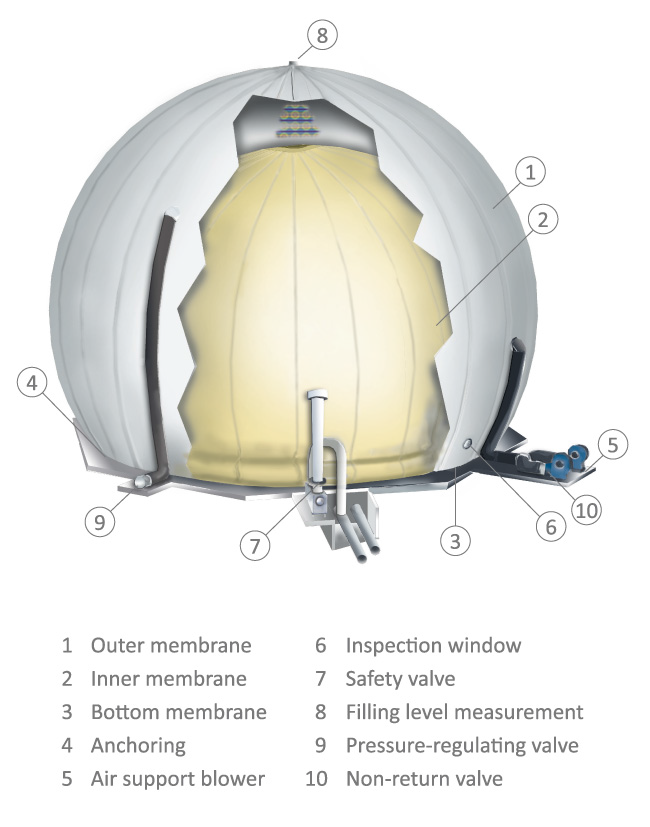 8
1
2
4
5
10
9
6
7
3
1 Outer membrane
2 Inner membrane
3 Bottom membrane
4 Anchoring
5 Air support blower
6 Inspection window
7 Safety valve
8 Filling level measurement
9 Pressure-regulating valve
10 Non-return valve